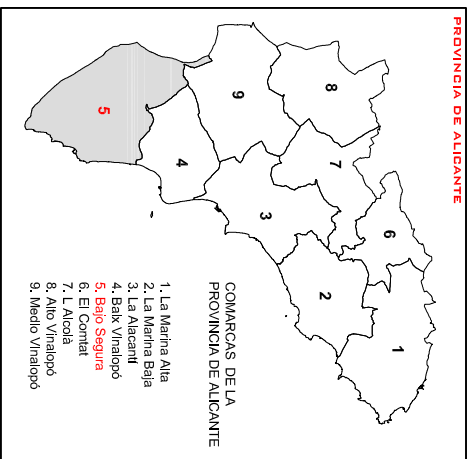 PROVINCIA DE ALICANTE
8
9
7
5
4
6
3
2
1
COMARCAS DE LA
PROVINCIA DE ALICANTE
1. La Marina Alta
2. La Marina Baja
3. La Alacantí
4. Baix Vinalopó
5. Bajo Segura
6. El Comtat
7. L Alcoià
8. Alto Vinalopó
9. Medio Vinalopó